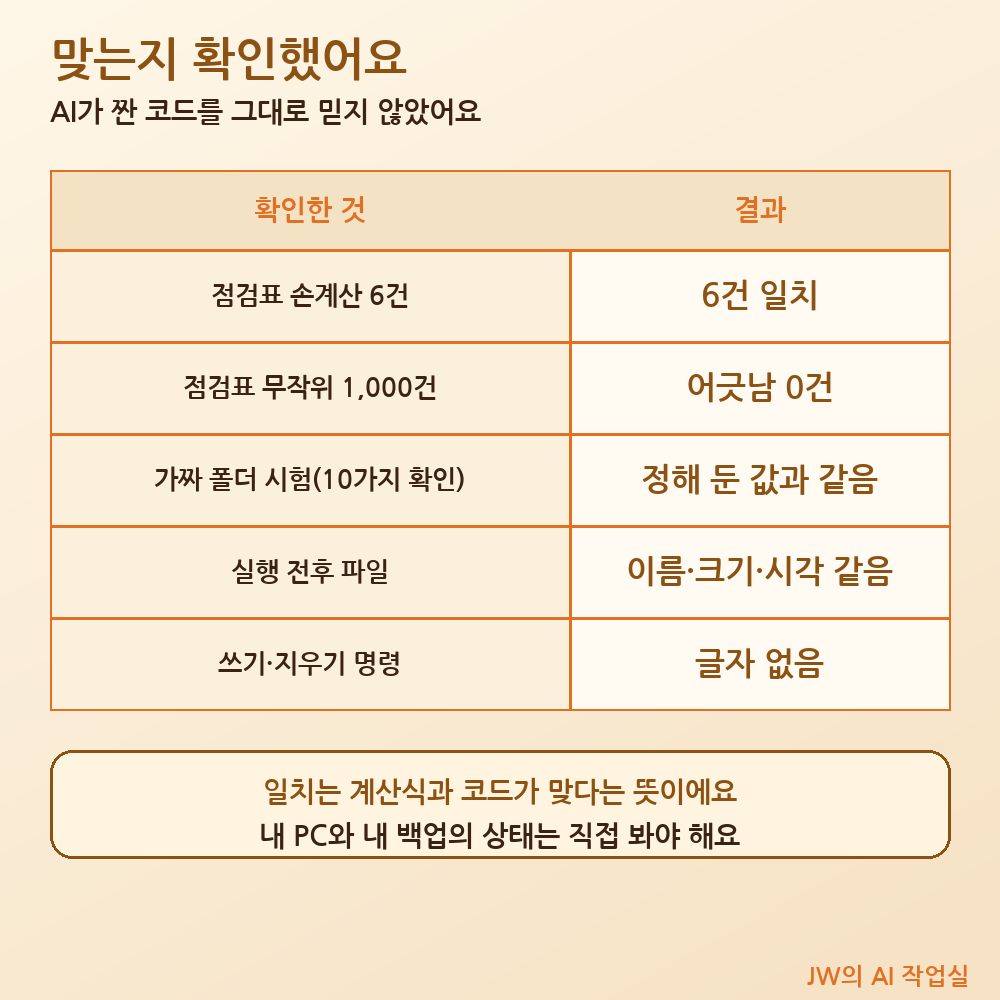 맞는지 확인했어요
AI가 짠 코드를 그대로 믿지 않았어요
확인한 것 결과
점검표 손계산 6건 6건 일치
점검표 무작위 1,000건 어긋남 0건
가짜 폴더 시험(10가지 확인) 정해 둔 값과 같음
실행 전후 파일 이름·크기·시각 같음
쓰기·지우기 명령 글자 없음
일치는 계산식과 코드가 맞다는 뜻이에요
내 PC와 내 백업의 상태는 직접 봐야 해요
JW의 AI 작업실